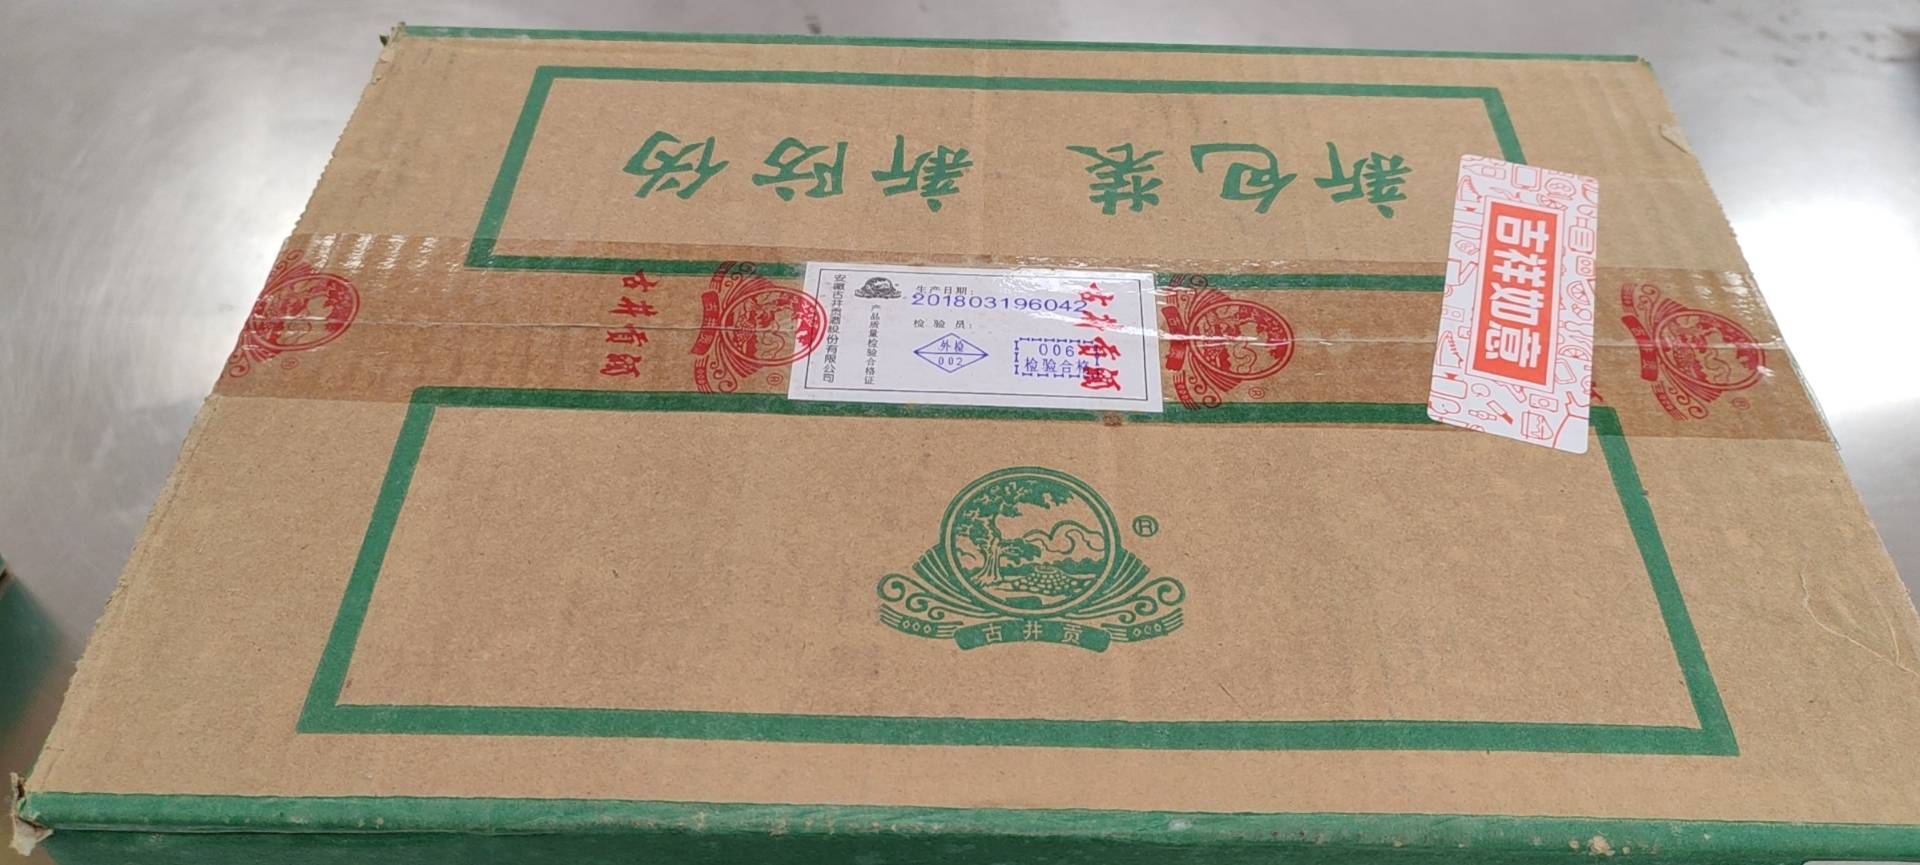 新包装 新防伪
古井贡酒
安徽古井贡酒股份有限公司
产品质量检验合格证
生产日期:
201803196042
检验员:
外检
002
006
检验合格
古井贡酒
吉祥如意
古井贡
®